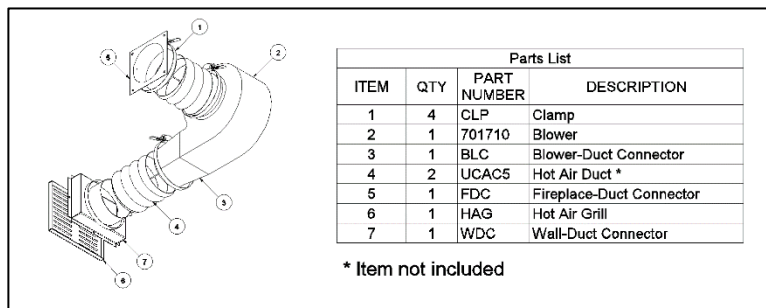 1
2
5
3
4
7
6
Parts List
ITEM QTY PART NUMBER DESCRIPTION
1 4 CLP Clamp
2 1 701710 Blower
3 1 BLC Blower-Duct Connector
4 2 UCAC5 Hot Air Duct *
5 1 FDC Fireplace-Duct Connector
6 1 HAG Hot Air Grill
7 1 WDC Wall-Duct Connector
* Item not included